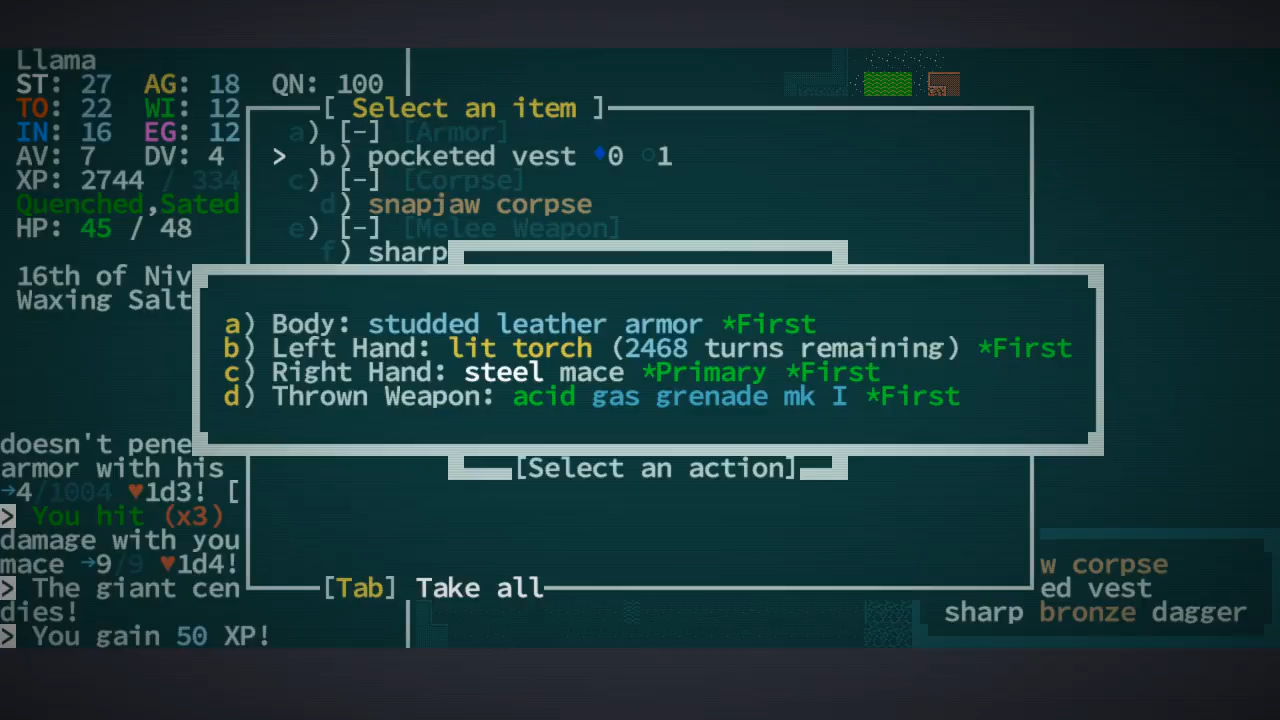 Llama
ST: 27 AG: 18 QN: 100
TO: 22 WI: 12
IN: 16 EG: 12
AV: 7 DV: 4
XP: 2744 / 334
Quenched,Sated
HP: 45 / 48
16th of Niv
Waxing Salt
[ Select an item ]
a) [-] [Armor]
> b) pocketed vest ♦0 ○1
c) [-] [Corpse]
d) snapjaw corpse
e) [-] [Melee Weapon]
f) sharp
a) Body: studded leather armor *First
b) Left Hand: lit torch (2468 turns remaining) *First
c) Right Hand: steel mace *Primary *First
d) Thrown Weapon: acid gas grenade mk I *First
[Select an action]
doesn't pene
armor with his
→4/1004 ♥1d3! [
> You hit (x3)
damage with you
mace →9/9 ♥1d4!
> The giant cen
dies!
> You gain 50 XP!
[Tab] Take all
w corpse
ed vest
sharp bronze dagger